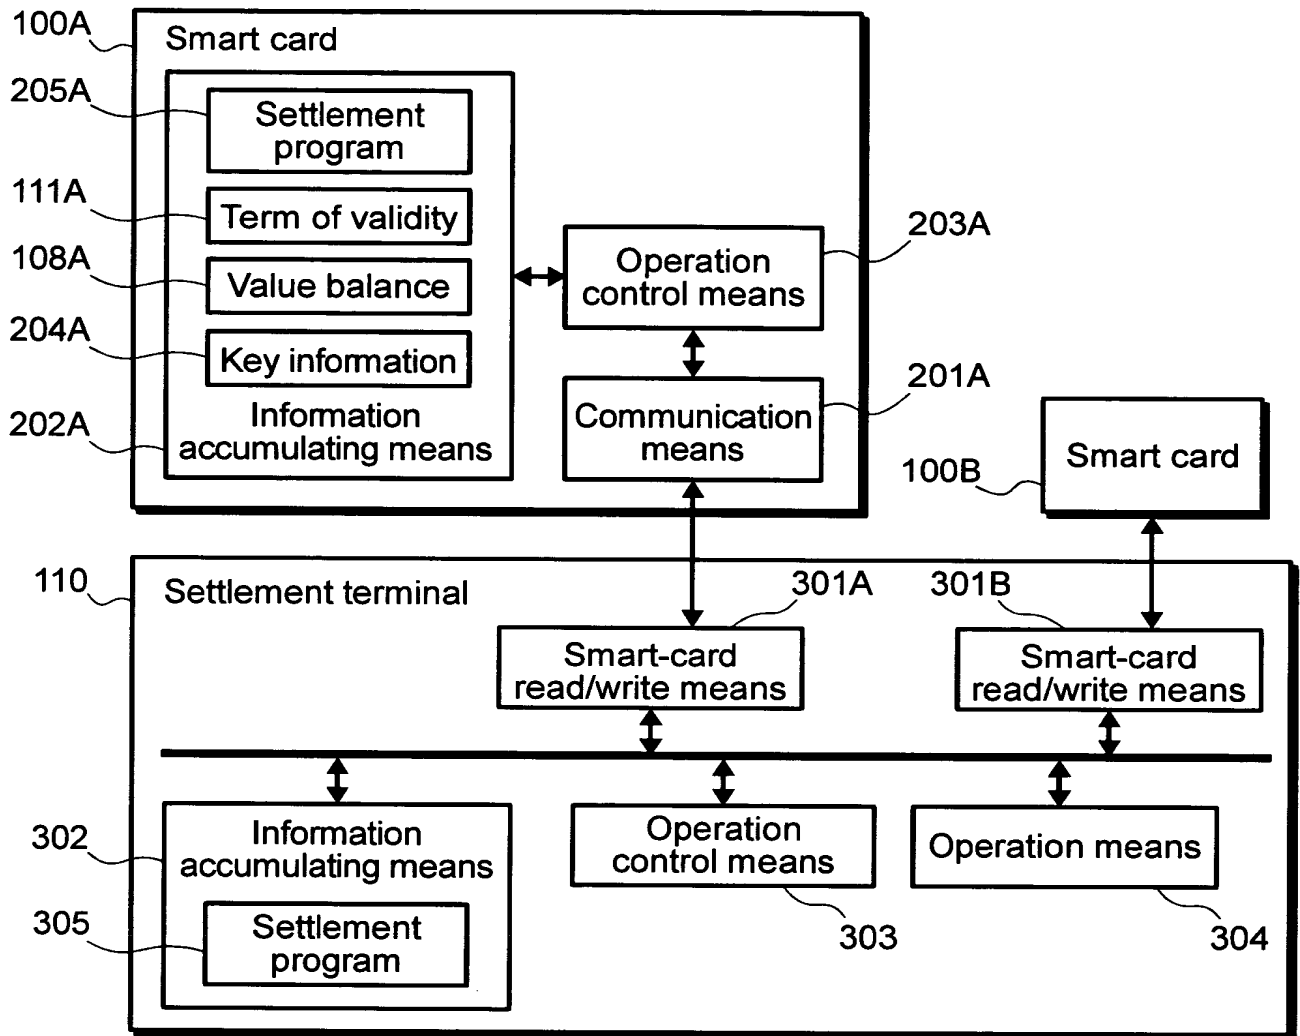 100A
Smart card
205A
Settlement
program
111A
Term of validity
203A
108A
Value balance
Operation
control means
204A
Key information
201A
202A
Information
accumulating means
Communication
means
100B
Smart card
110
Settlement terminal
301A
301B
Smart-card
read/write means
Smart-card
read/write means
302
Information
accumulating means
Operation
control means
Operation means
305
Settlement
program
303
304